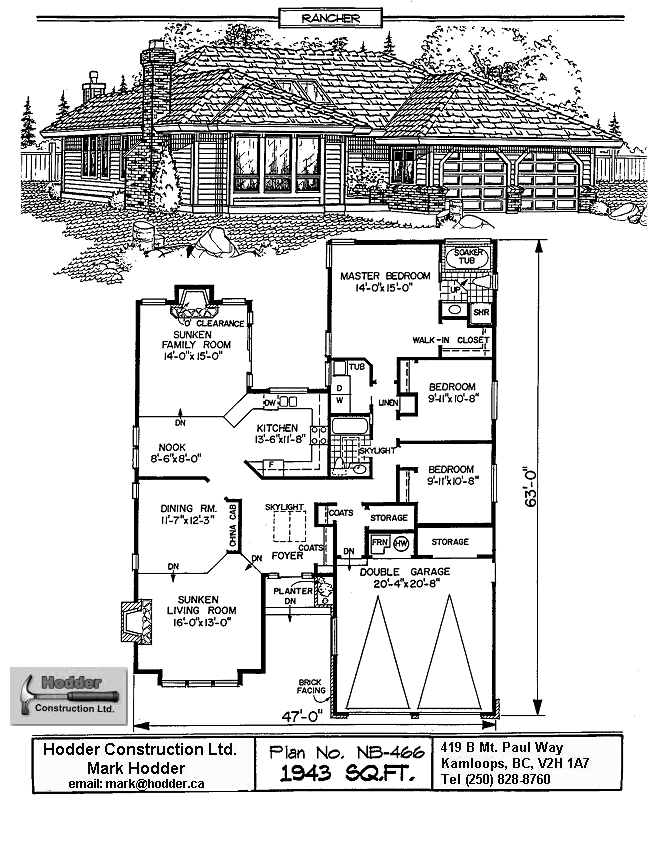 RANCHER
SOAKER
TUB
MASTER BEDROOM
14'-0"x15'-0"
UP
SHR
WALK-IN CLOSET
0" CLEARANCE
SUNKEN
FAMILY ROOM
14'-0"x15'-0"
TUB
D
W
LINEN
BEDROOM
9'-11"x10'-8"
DW
DN
KITCHEN
13'-6"x11'-8"
NOOK
8'-6"x8'-0"
F
SKYLIGHT
BEDROOM
9'-11"x10'-8"
63'-0"
DINING RM.
11'-7"x12'-3"
CHINA CAB
SKYLIGHT
COATS
STORAGE
FOYER
COATS
DN
DN
FRN
HW
STORAGE
DN
DOUBLE GARAGE
20'-4"x20'-8"
PLANTER
DN
SUNKEN
LIVING ROOM
16'-0"x13'-0"
BRICK
FACING
47'-0"
Hodder
Construction Ltd.
Hodder Construction Ltd.
Mark Hodder
email: mark@hodder.ca
Plan No. NB-466
1943 SQ.FT.
419 B Mt. Paul Way
Kamloops, BC, V2H 1A7
Tel (250) 828-8760